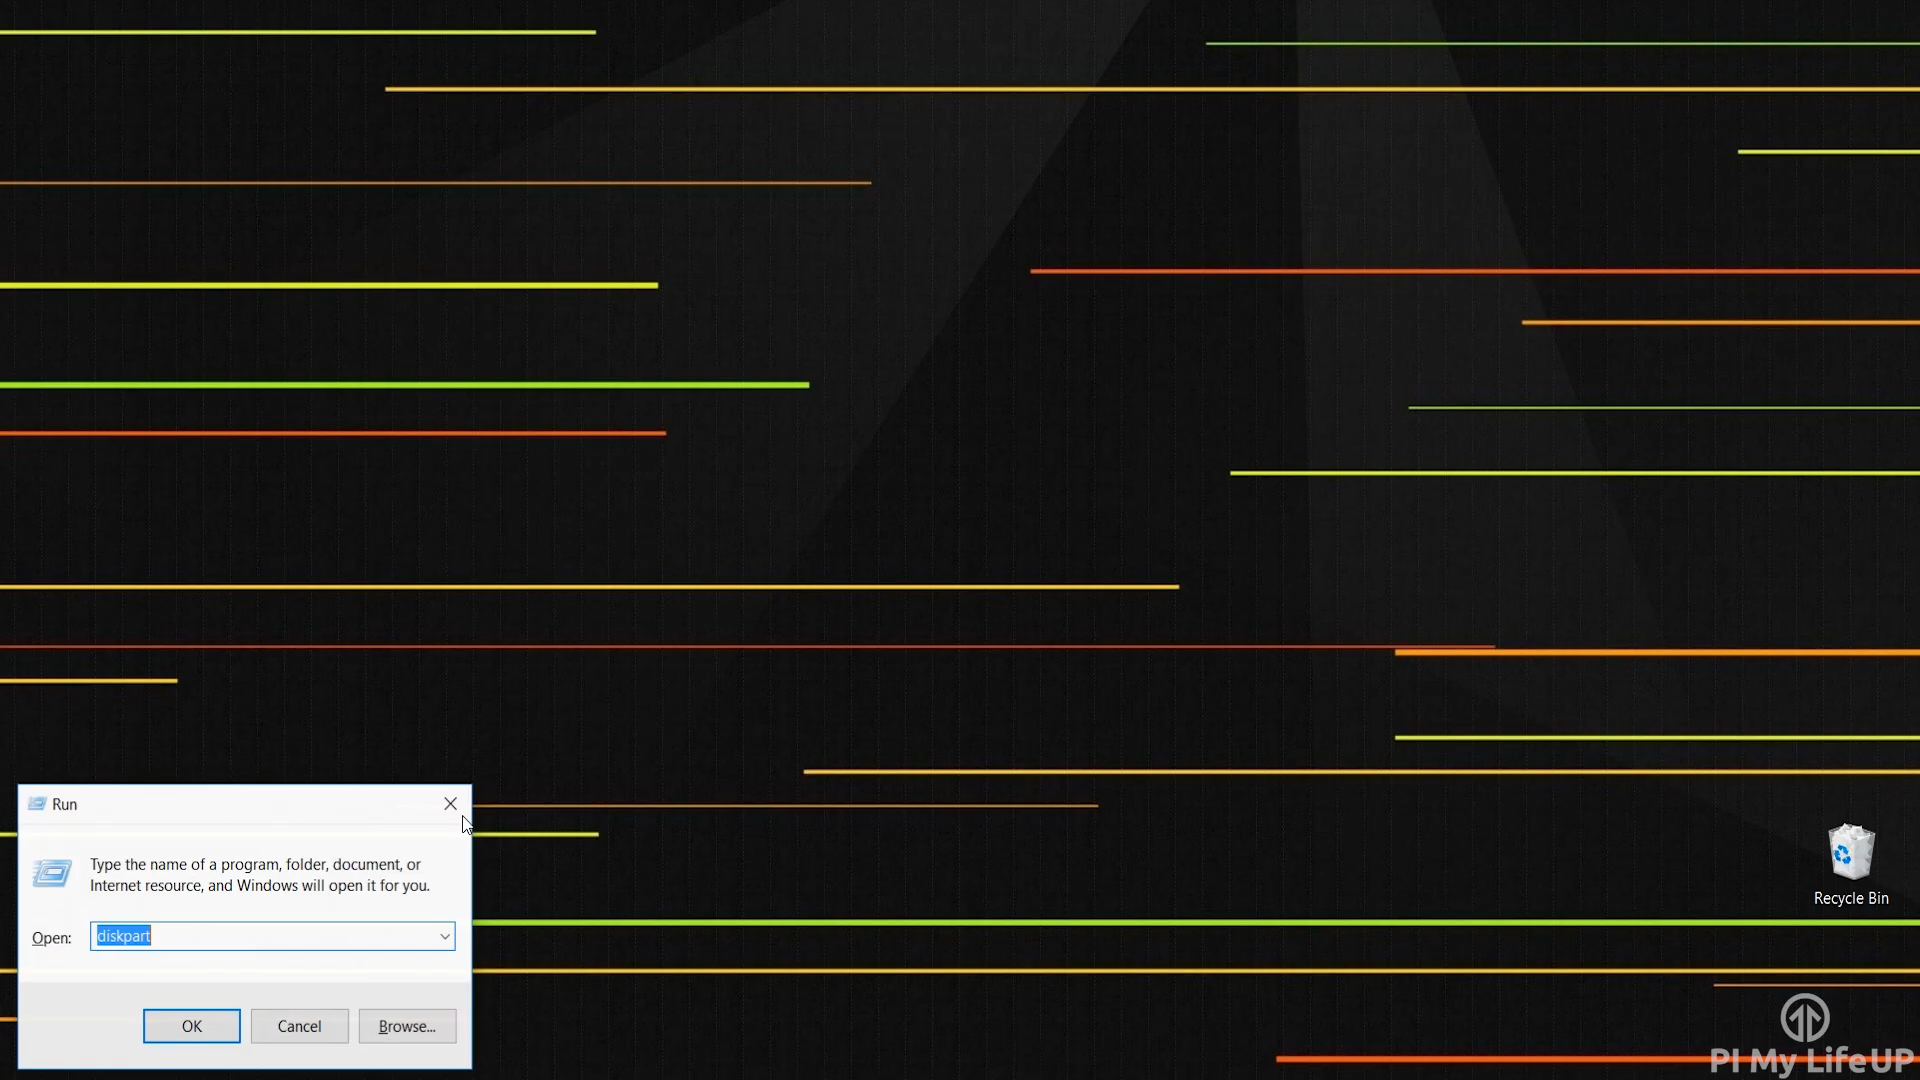 Run
Type the name of a program, folder, document, or
Internet resource, and Windows will open it for you.
Open: diskpart
OK Cancel Browse...
Recycle Bin
PI My LifeUP